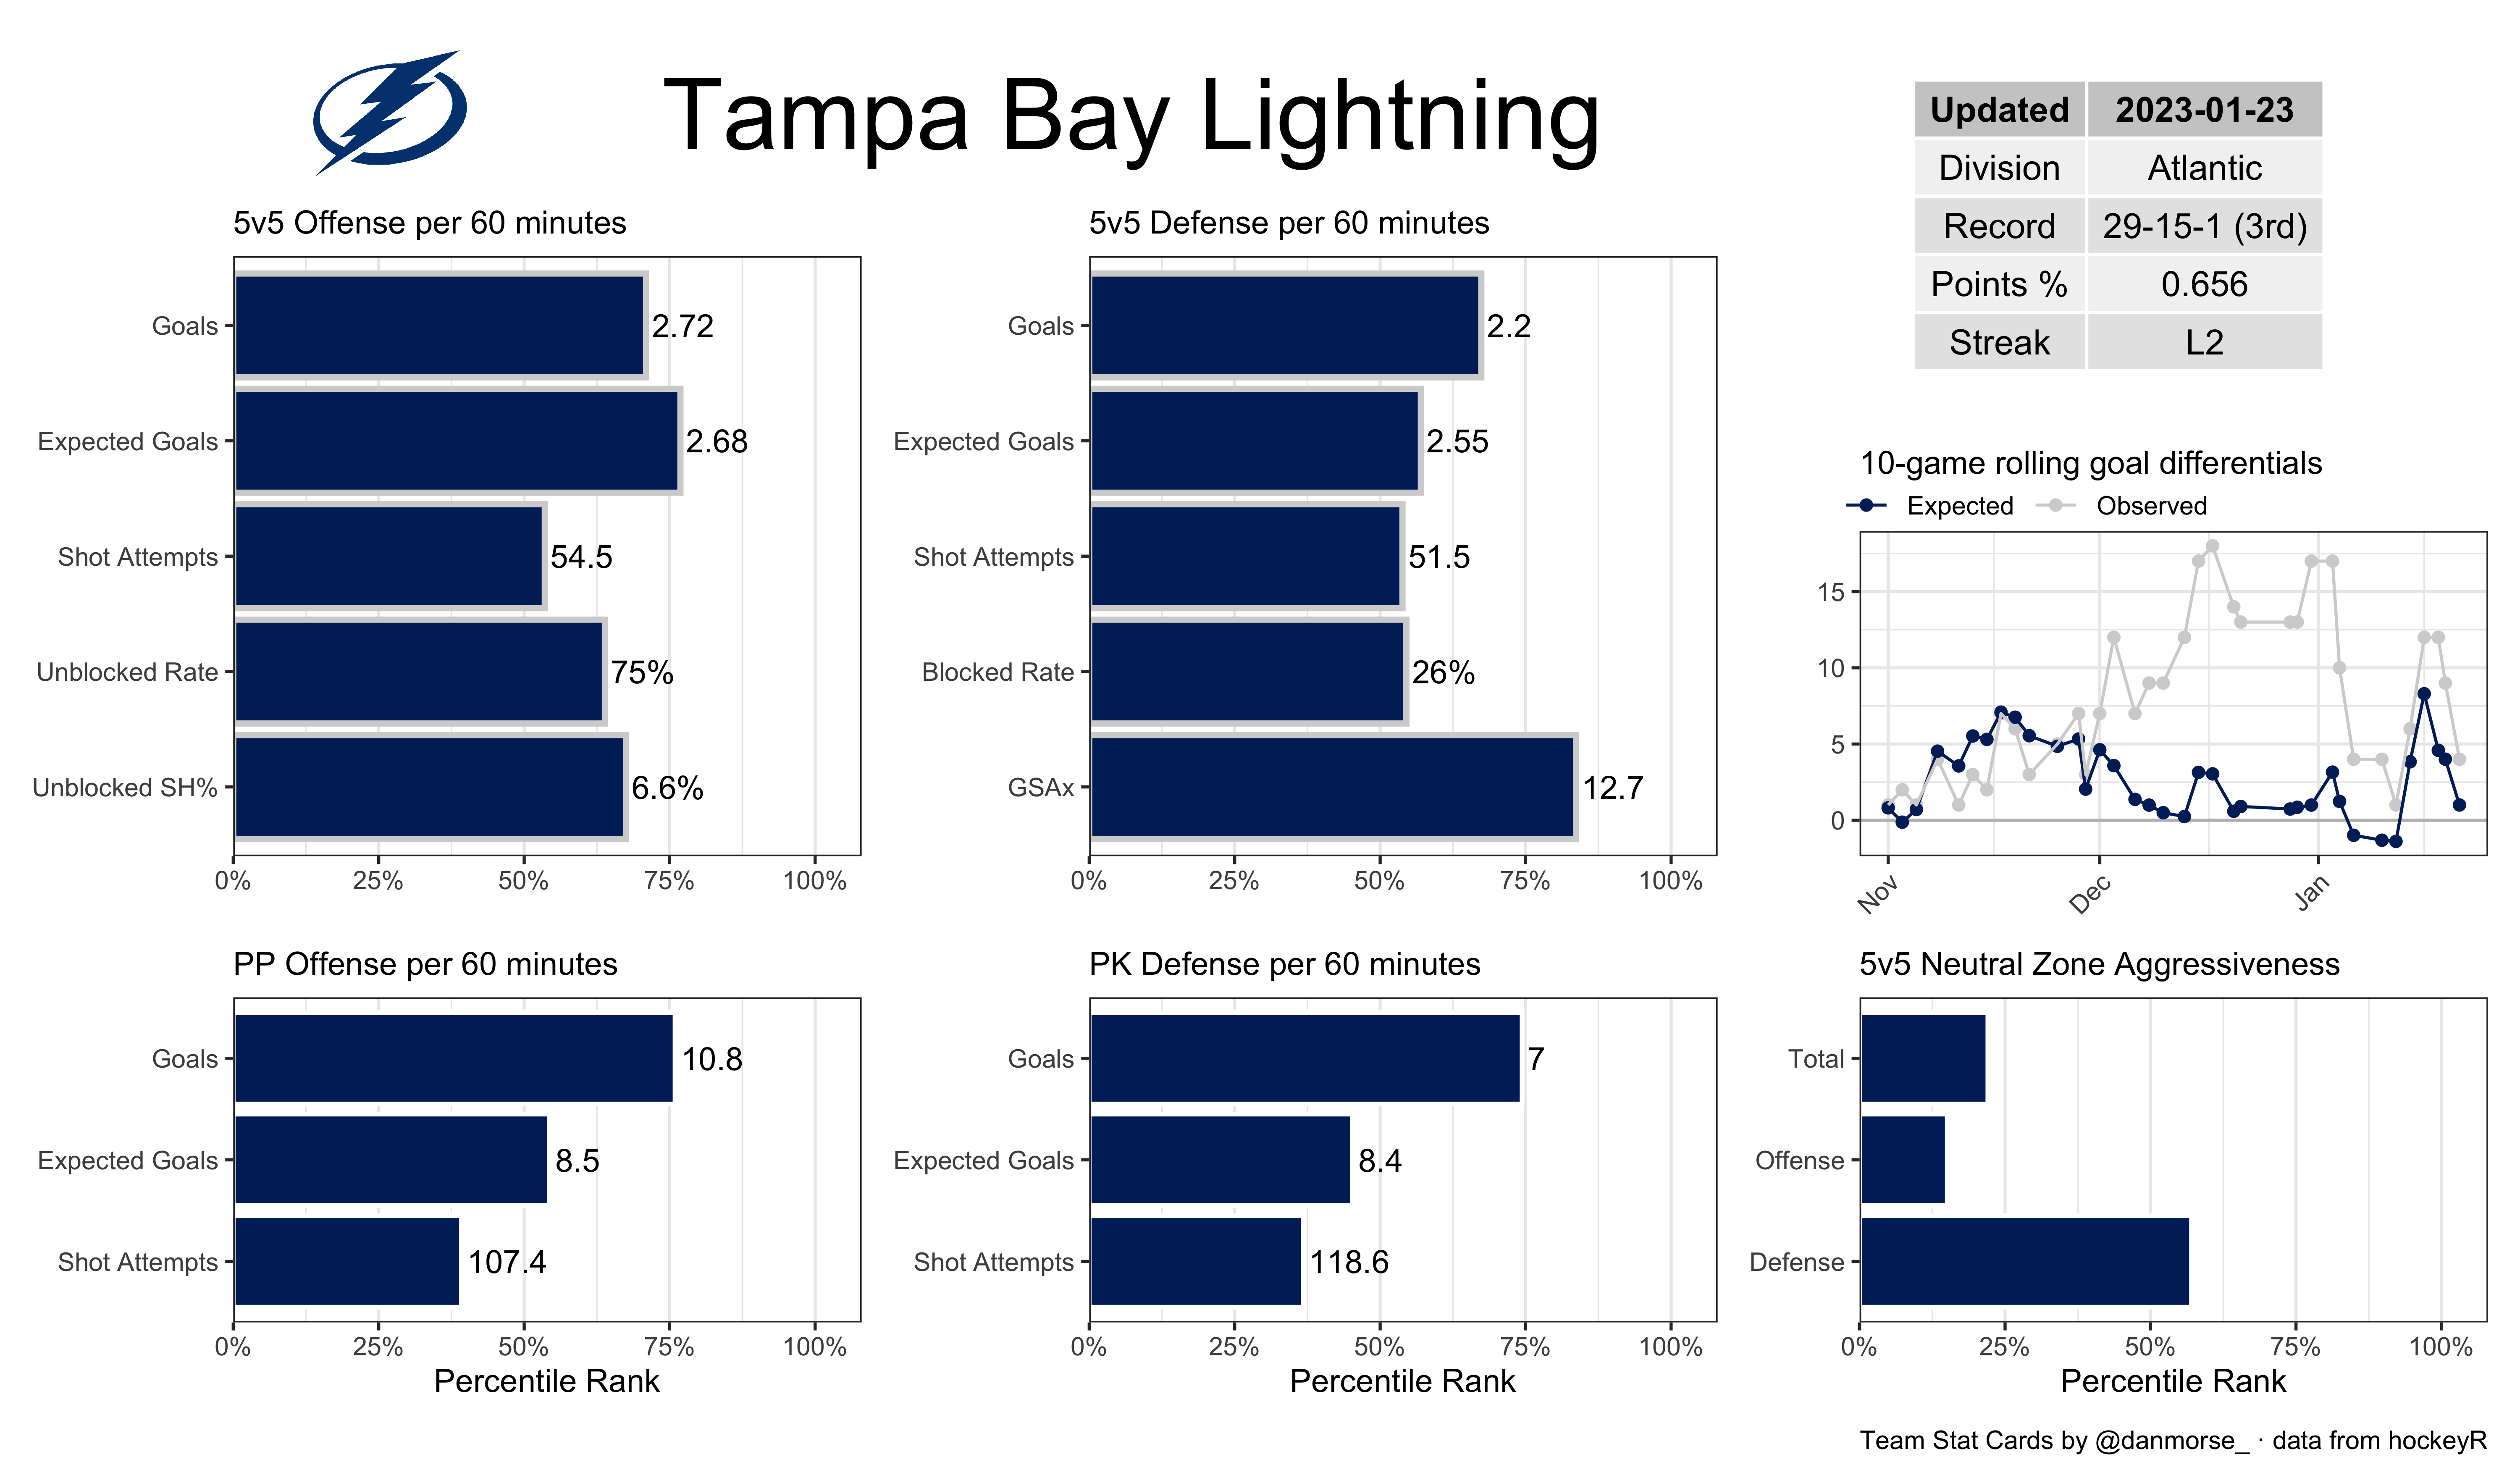 Tampa Bay Lightning
Updated 2023-01-23
Division Atlantic
Record 29-15-1 (3rd)
Points % 0.656
Streak L2
5v5 Offense per 60 minutes
Goals 2.72
Expected Goals 2.68
Shot Attempts 54.5
Unblocked Rate 75%
Unblocked SH% 6.6%
0% 25% 50% 75% 100%
5v5 Defense per 60 minutes
Goals 2.2
Expected Goals 2.55
Shot Attempts 51.5
Blocked Rate 26%
GSAx 12.7
0% 25% 50% 75% 100%
10-game rolling goal differentials
Expected Observed
15
10
5
0
Nov Dec Jan
PP Offense per 60 minutes
Goals 10.8
Expected Goals 8.5
Shot Attempts 107.4
0% 25% 50% 75% 100%
Percentile Rank
PK Defense per 60 minutes
Goals 7
Expected Goals 8.4
Shot Attempts 118.6
0% 25% 50% 75% 100%
Percentile Rank
5v5 Neutral Zone Aggressiveness
Total
Offense
Defense
0% 25% 50% 75% 100%
Percentile Rank
Team Stat Cards by @danmorse_ · data from hockeyR